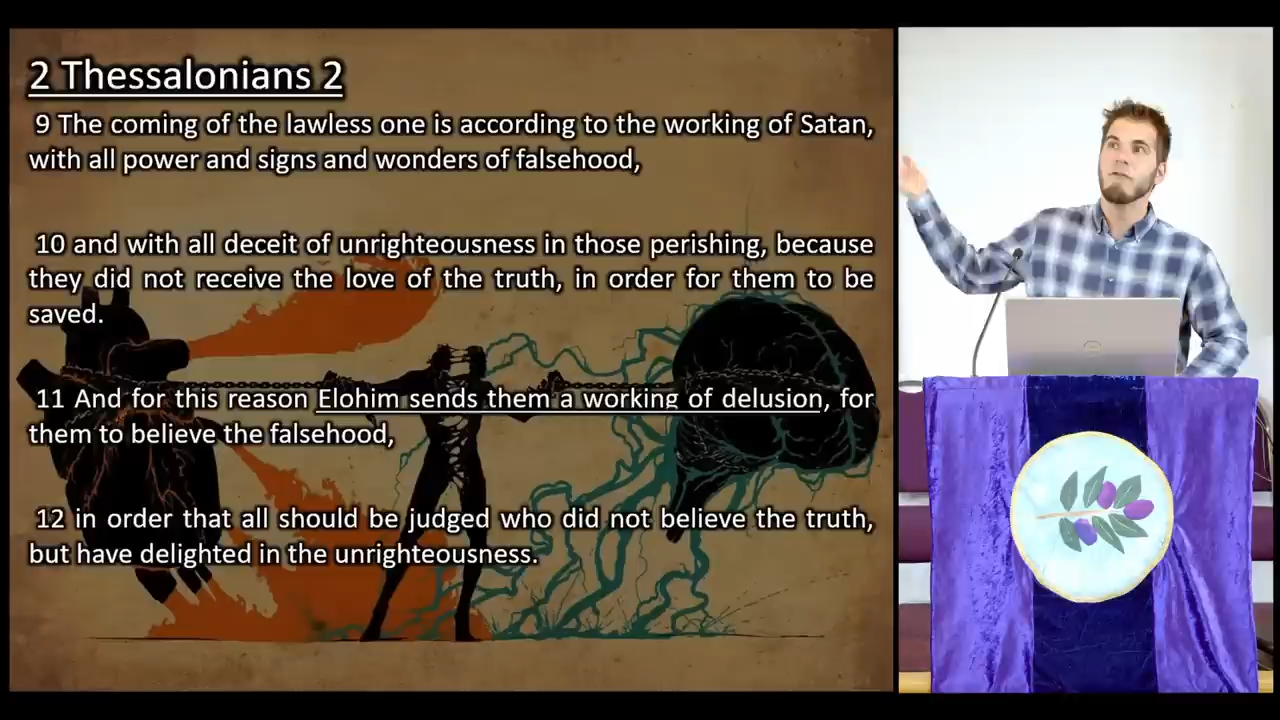 2 Thessalonians 2
9 The coming of the lawless one is according to the working of Satan,
with all power and signs and wonders of falsehood,
10 and with all deceit of unrighteousness in those perishing, because
they did not receive the love of the truth, in order for them to be
saved.
11 And for this reason Elohim sends them a working of delusion, for
them to believe the falsehood,
12 in order that all should be judged who did not believe the truth,
but have delighted in the unrighteousness.